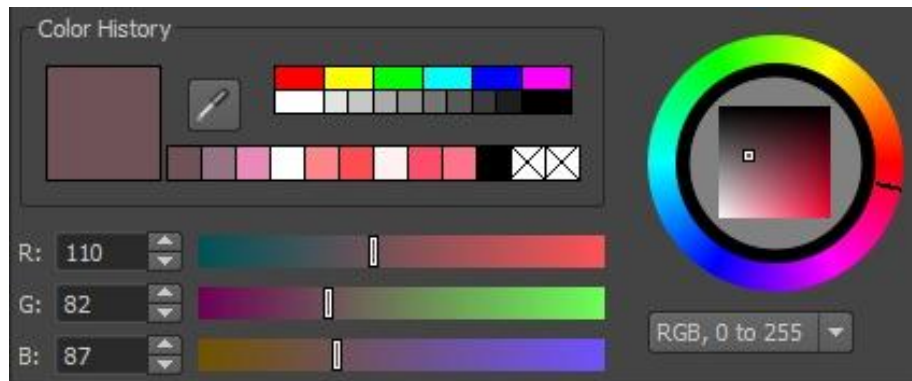 Color History
R: 110
G: 82
B: 87
RGB, 0 to 255